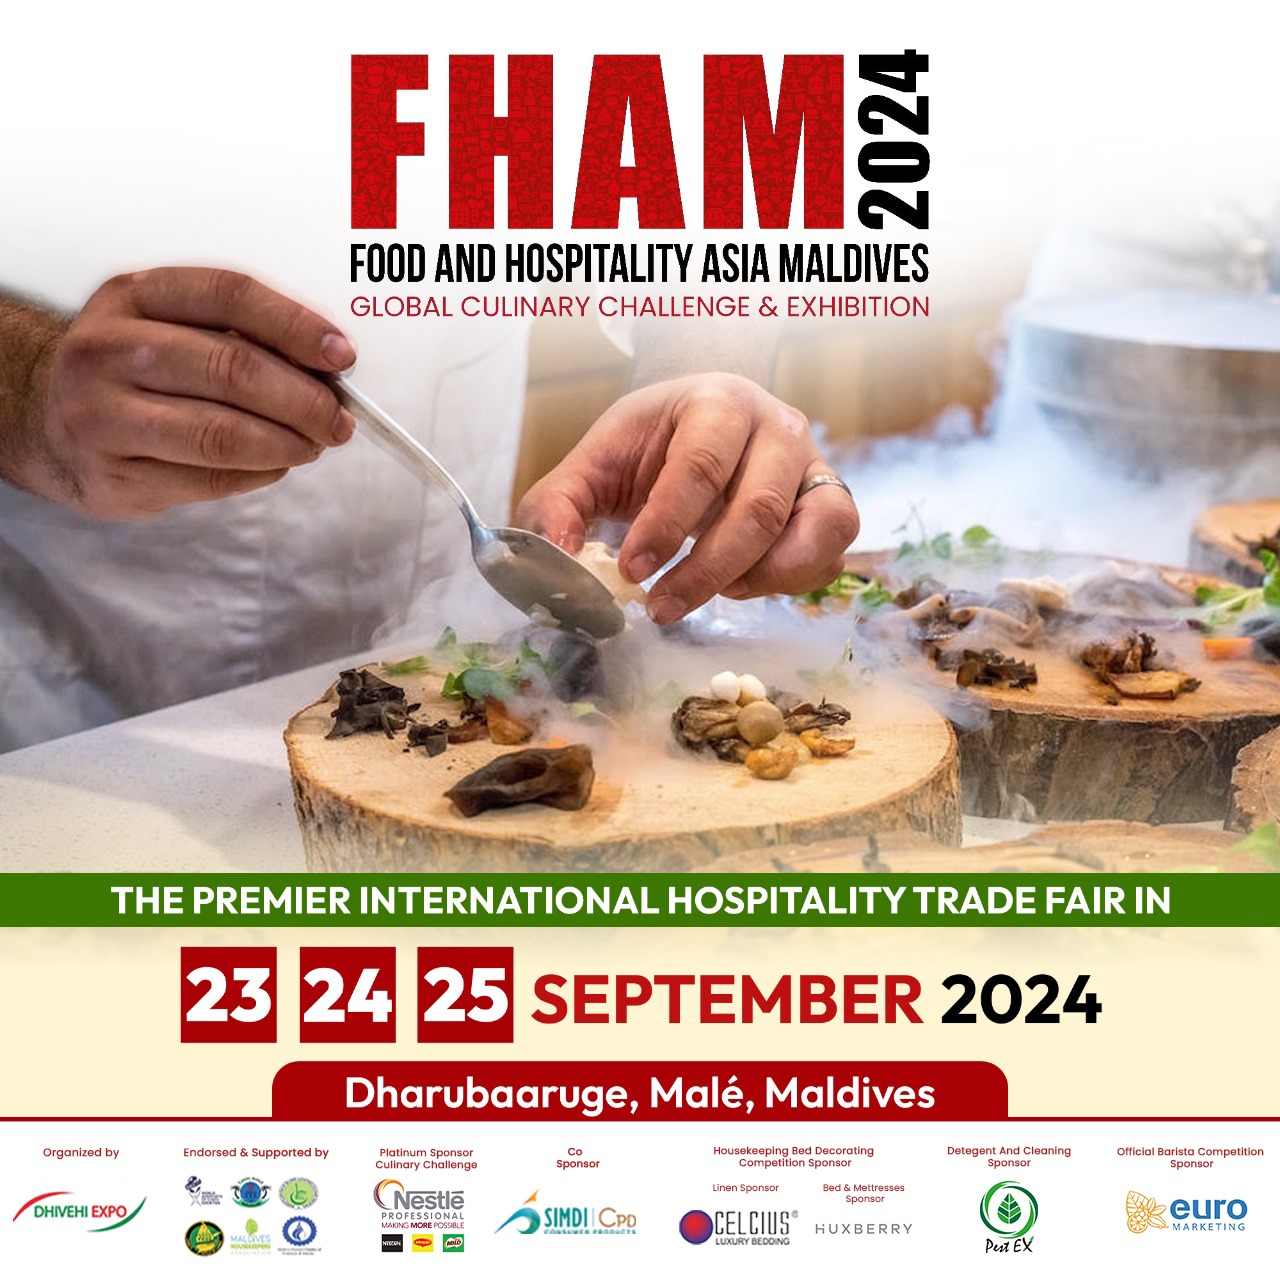 FHAM 2024
FOOD AND HOSPITALITY ASIA MALDIVES
GLOBAL CULINARY CHALLENGE & EXHIBITION
THE PREMIER INTERNATIONAL HOSPITALITY TRADE FAIR IN
23 24 25 SEPTEMBER 2024
Dharubaaruge, Malé, Maldives
Organized by
DHIVEHI EXPO
Endorsed & Supported by
MALDIVES
HOUSEKEEPERS
ASSOCIATION
Platinum Sponsor
Culinary Challenge
Nestlé
PROFESSIONAL
MAKING MORE POSSIBLE
NESCAFÉ MAGGI MILO
Co
Sponsor
SIMDI | CPD
CONSUMER PRODUCTS
Housekeeping Bed Decorating
Competition Sponsor
Linen Sponsor
CELCIUS®
LUXURY BEDDING
Bed & Mettresses
Sponsor
HUXBERRY
Detegent And Cleaning
Sponsor
Pest EX
Official Barista Competition
Sponsor
euro
MARKETING